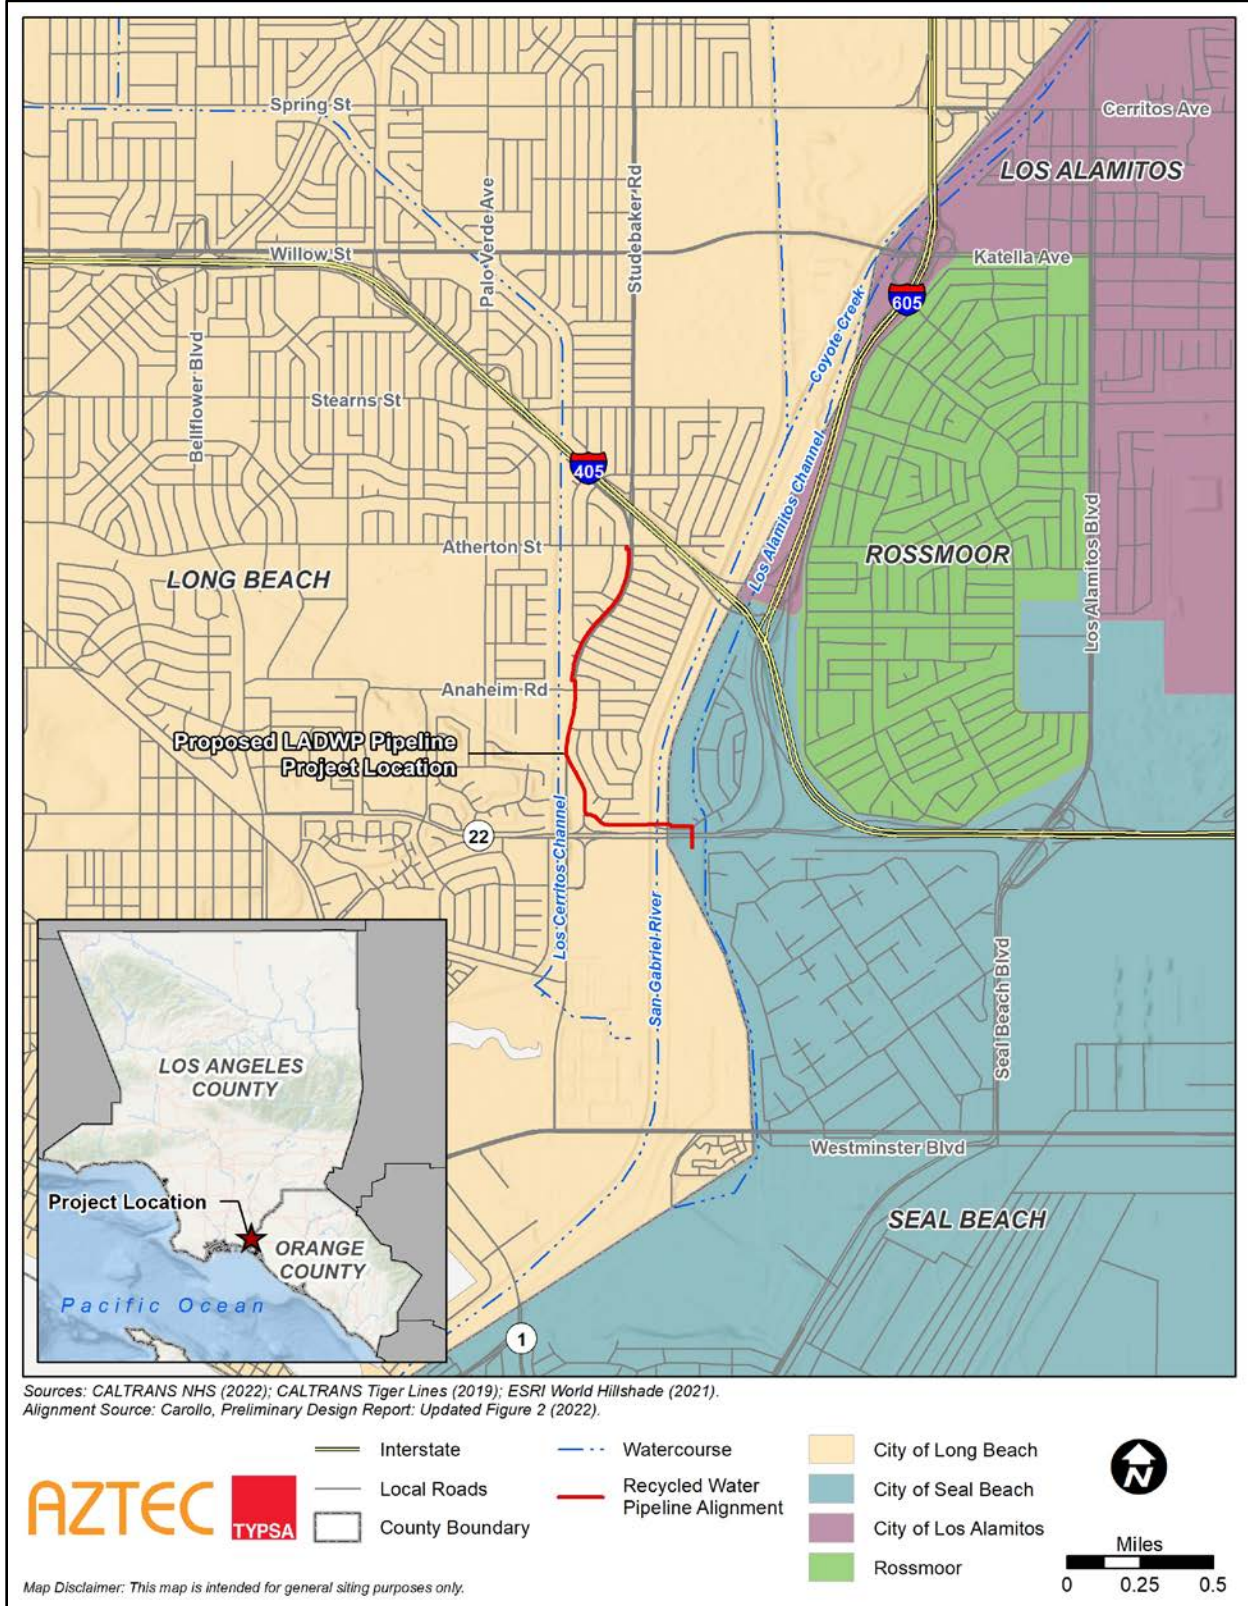 Spring St
Cerritos Ave
LOS ALAMITOS
Palo Verde Ave
Studebaker Rd
Willow St
Katella Ave
605
Coyote Creek
Bellflower Blvd
Stearns St
405
Los Alamitos Channel
Atherton St
LONG BEACH
ROSSMOOR
Los Alamitos Blvd
Anaheim Rd
Proposed LADWP Pipeline
Project Location
22
Los Cerritos Channel
San Gabriel River
Seal Beach Blvd
LOS ANGELES
COUNTY
Westminster Blvd
Project Location
SEAL BEACH
ORANGE
COUNTY
Pacific Ocean
1
Sources: CALTRANS NHS (2022); CALTRANS Tiger Lines (2019); ESRI World Hillshade (2021).
Alignment Source: Carollo, Preliminary Design Report: Updated Figure 2 (2022).
AZTEC
TYPSA
Interstate
Local Roads
County Boundary
Watercourse
Recycled Water
Pipeline Alignment
City of Long Beach
City of Seal Beach
City of Los Alamitos
Rossmoor
N
Miles
0 0.25 0.5
Map Disclaimer: This map is intended for general siting purposes only.